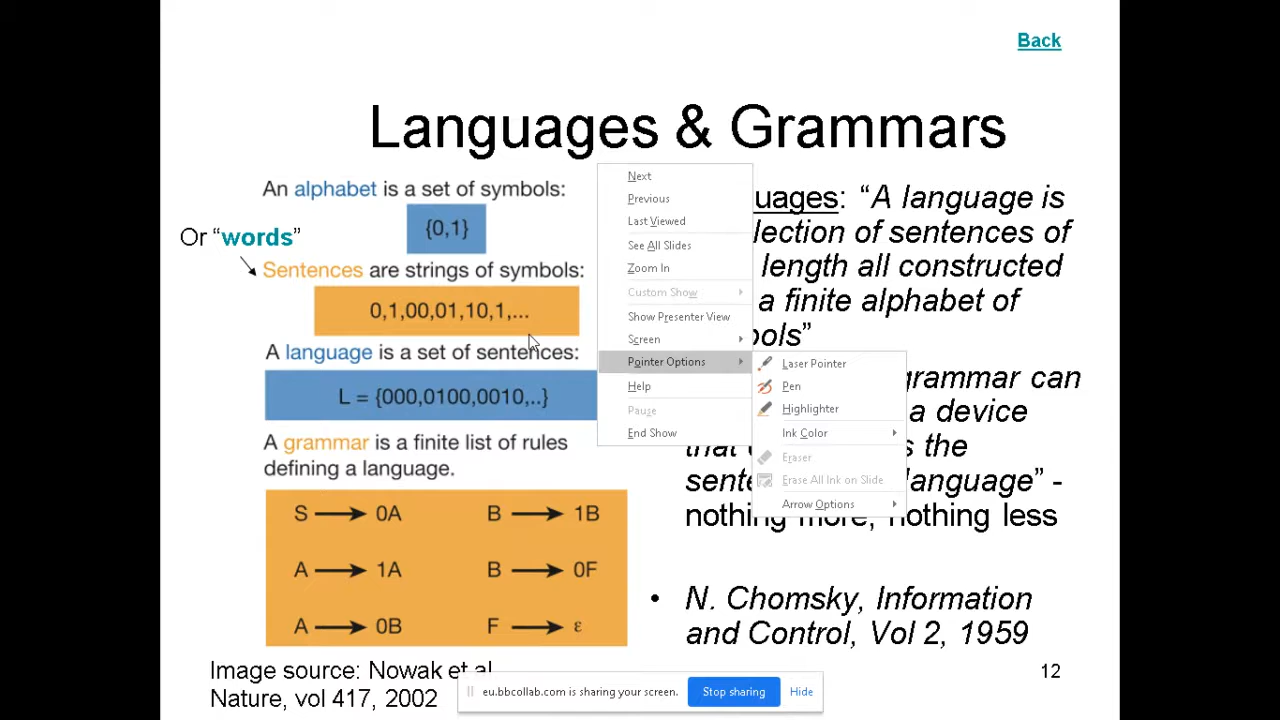 Back
Languages & Grammars
An alphabet is a set of symbols:
{0,1}
Or “words”
Sentences are strings of symbols:
0,1,00,01,10,1,...
A language is a set of sentences:
L = {000,0100,0010,..}
A grammar is a finite list of rules
defining a language.
S → 0A B → 1B
A → 1A B → 0F
A → 0B F → ε
Image source: Nowak et al
Nature, vol 417, 2002
Next
Previous
Last Viewed
See All Slides
Zoom In
Custom Show
Show Presenter View
Screen
Pointer Options
Help
Pause
End Show
Laser Pointer
Pen
Highlighter
Ink Color
Eraser
Erase All Ink on Slide
Arrow Options
: “A language is
of sentences of
length all constructed
a finite alphabet of
grammar can
a device
that the
language” -
nothing more, nothing less
• N. Chomsky, Information
and Control, Vol 2, 1959
12
eu.bbcollab.com is sharing your screen.
Stop sharing
Hide